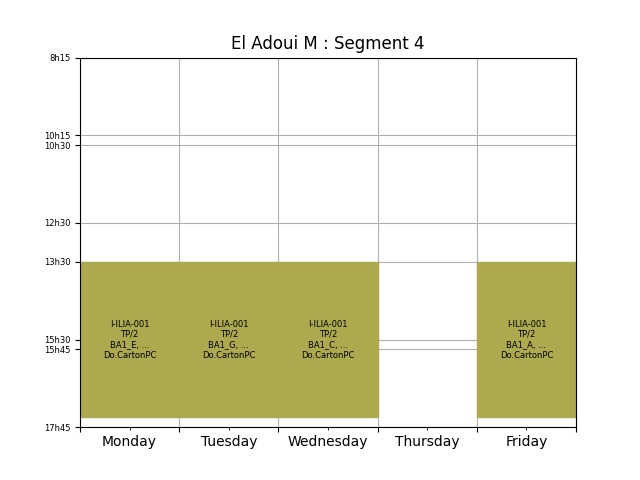 El Adoui M : Segment 4
8h15
10h15
10h30
12h30
13h30
15h30
15h45
17h45
I-ILIA-001
TP/2
BA1_E, ...
Do.CartonPC
I-ILIA-001
TP/2
BA1_G, ...
Do.CartonPC
I-ILIA-001
TP/2
BA1_C, ...
Do.CartonPC
I-ILIA-001
TP/2
BA1_A, ...
Do.CartonPC
Monday
Tuesday
Wednesday
Thursday
Friday